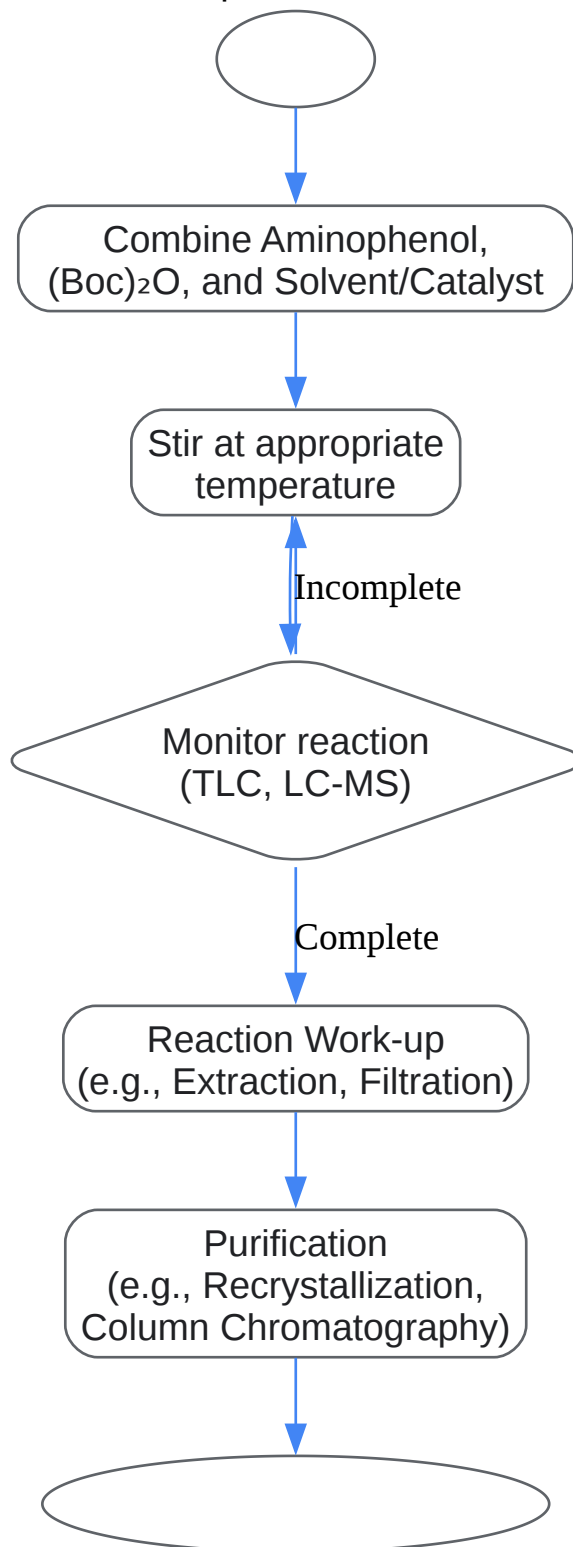 Combine Aminophenol,
(Boc)₂O, and Solvent/Catalyst
Stir at appropriate
temperature
Incomplete
Monitor reaction
(TLC, LC-MS)
Complete
Reaction Work-up
(e.g., Extraction, Filtration)
Purification
(e.g., Recrystallization,
Column Chromatography)